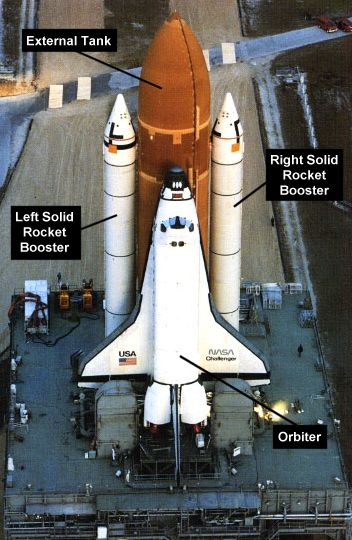 External Tank
Right Solid
Rocket
Booster
Left Solid
Rocket
Booster
USA
NASA
Challenger
Orbiter